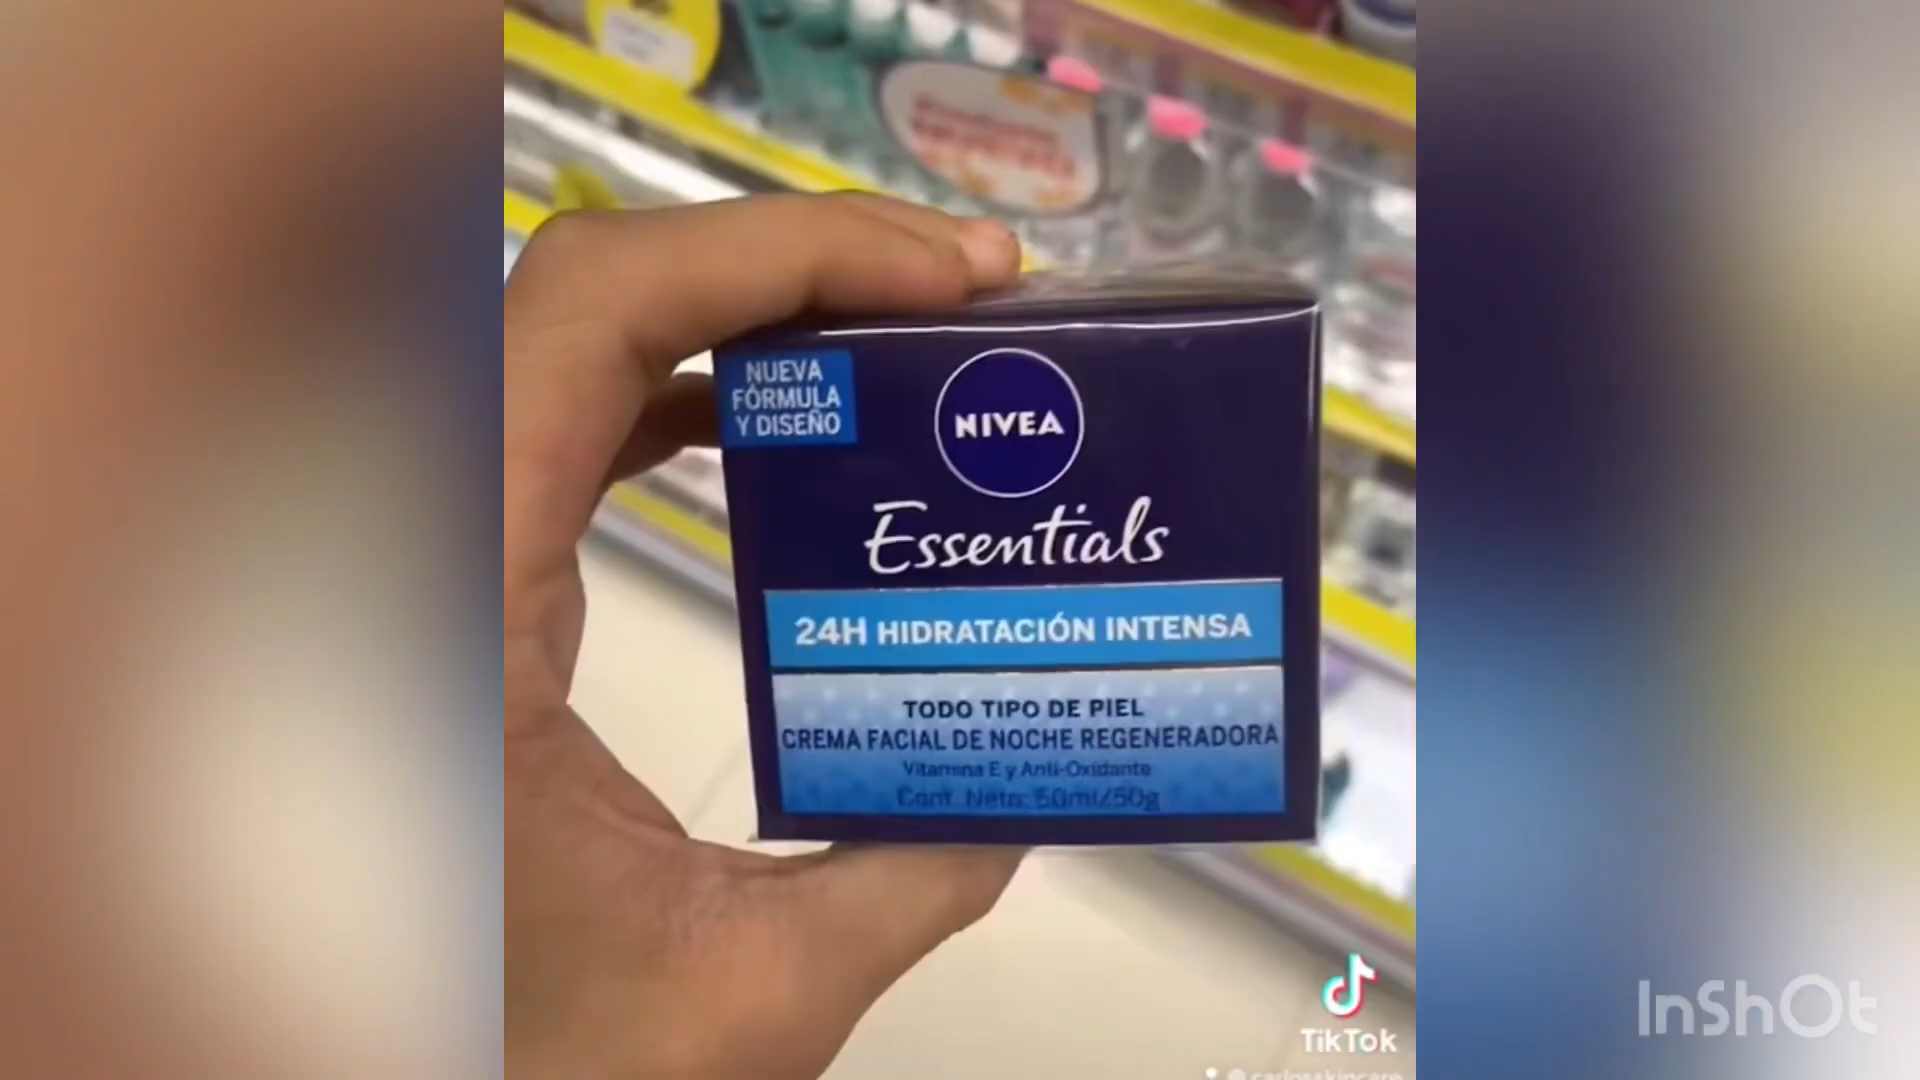 NUEVA
FÓRMULA
Y DISEÑO
NIVEA
Essentials
24H HIDRATACIÓN INTENSA
TODO TIPO DE PIEL
CREMA FACIAL DE NOCHE REGENERADORA
Vitamina E y Anti-Oxidante
Cont. Neto: 50ml/50g
TikTok
InShOt